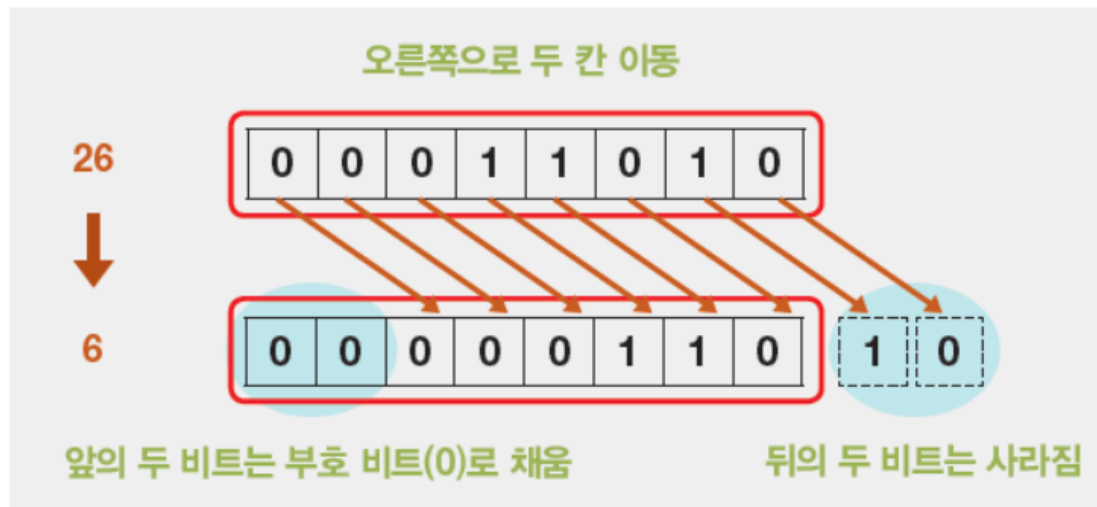 오른쪽으로 두 칸 이동
26 0 0 0 1 1 0 1 0
6 0 0 0 0 0 1 1 0 1 0
앞의 두 비트는 부호 비트(0)로 채움 뒤의 두 비트는 사라짐